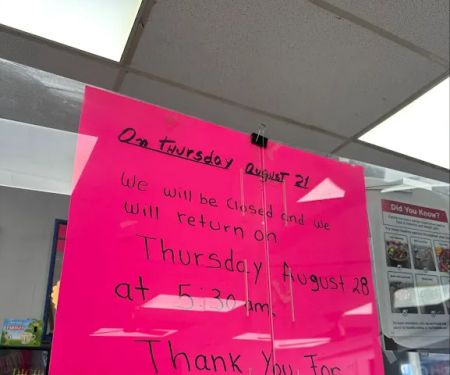 On Thursday August 21
We will be closed and we
will return on
Thursday August 28
at 5:30 am.
Thank You For
Did You Know?